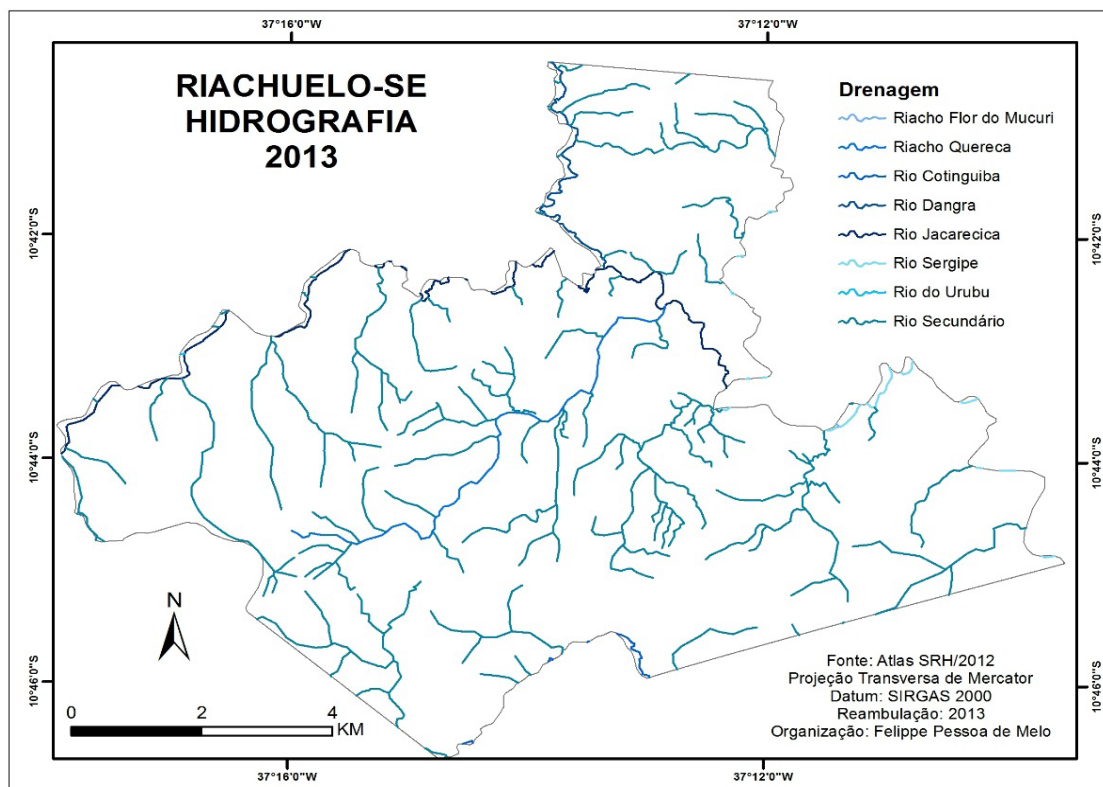 37°16'0"W
37°12'0"W
RIACHUELO-SE
HIDROGRAFIA
2013
Drenagem
Riacho Flor do Mucuri
Riacho Quereca
Rio Cotinguiba
Rio Dangra
Rio Jacarecica
Rio Sergipe
Rio do Urubu
Rio Secundário
10°42'0"S
10°42'0"S
10°44'0"S
10°44'0"S
10°46'0"S
10°46'0"S
N
0
2
4
KM
Fonte: Atlas SRH/2012
Projeção Transversa de Mercator
Datum: SIRGAS 2000
Reambulação: 2013
Organização: Felippe Pessoa de Melo
37°16'0"W
37°12'0"W